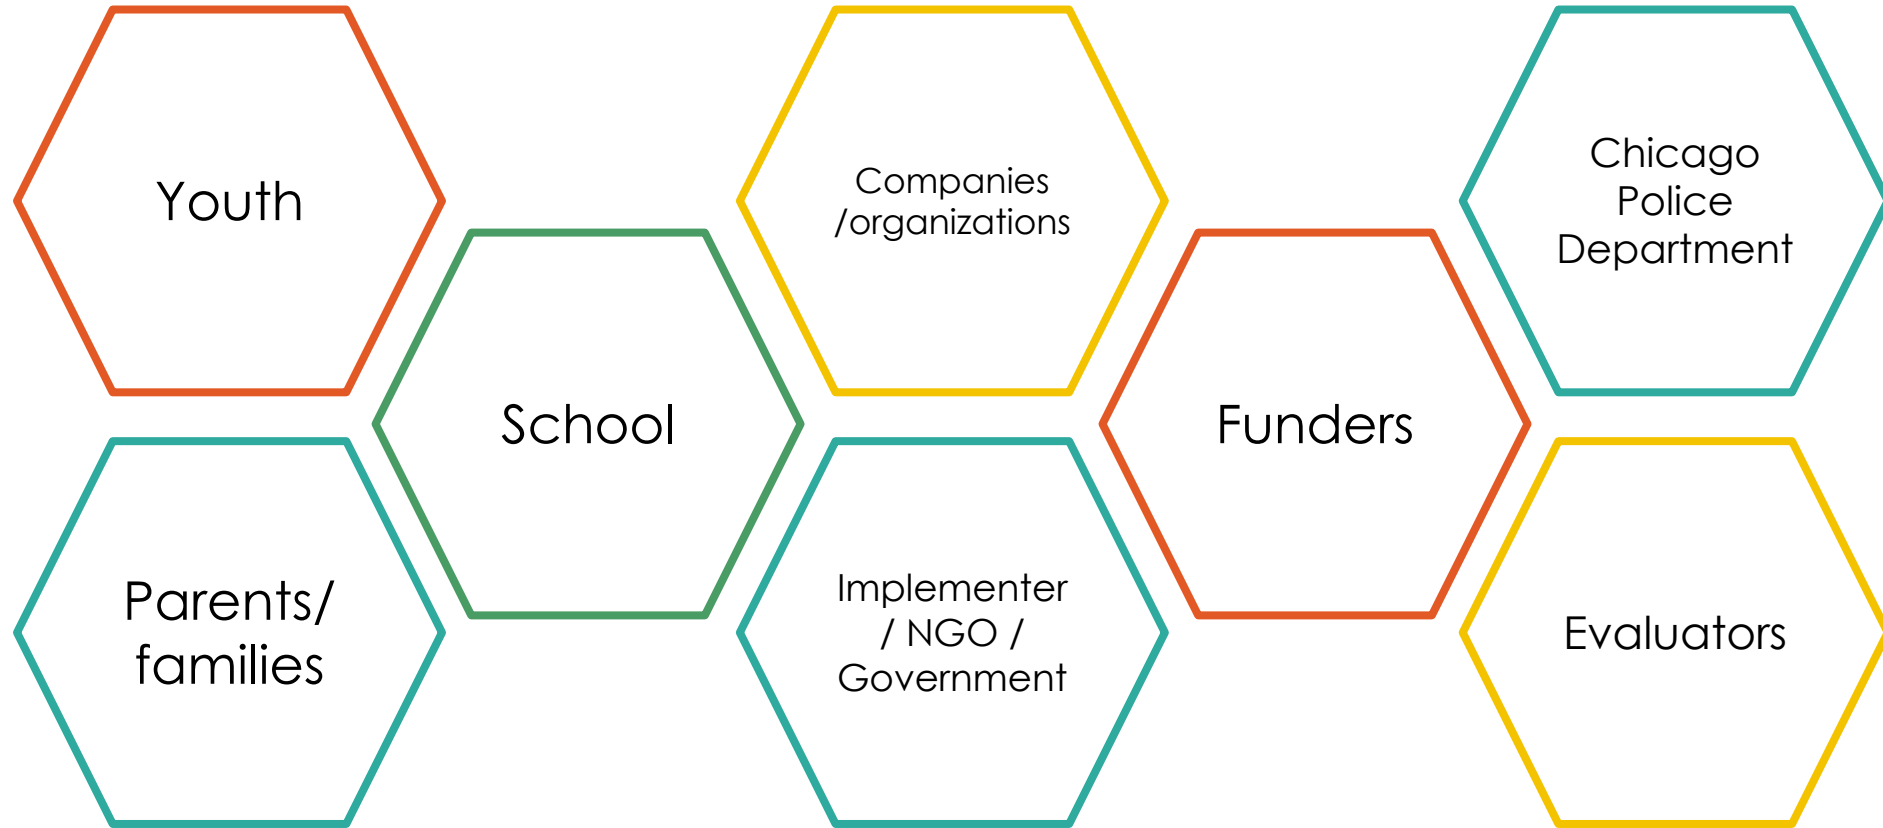 Youth
Parents/
families
School
Companies
/organizations
Implementer
/ NGO /
Government
Funders
Chicago
Police
Department
Evaluators